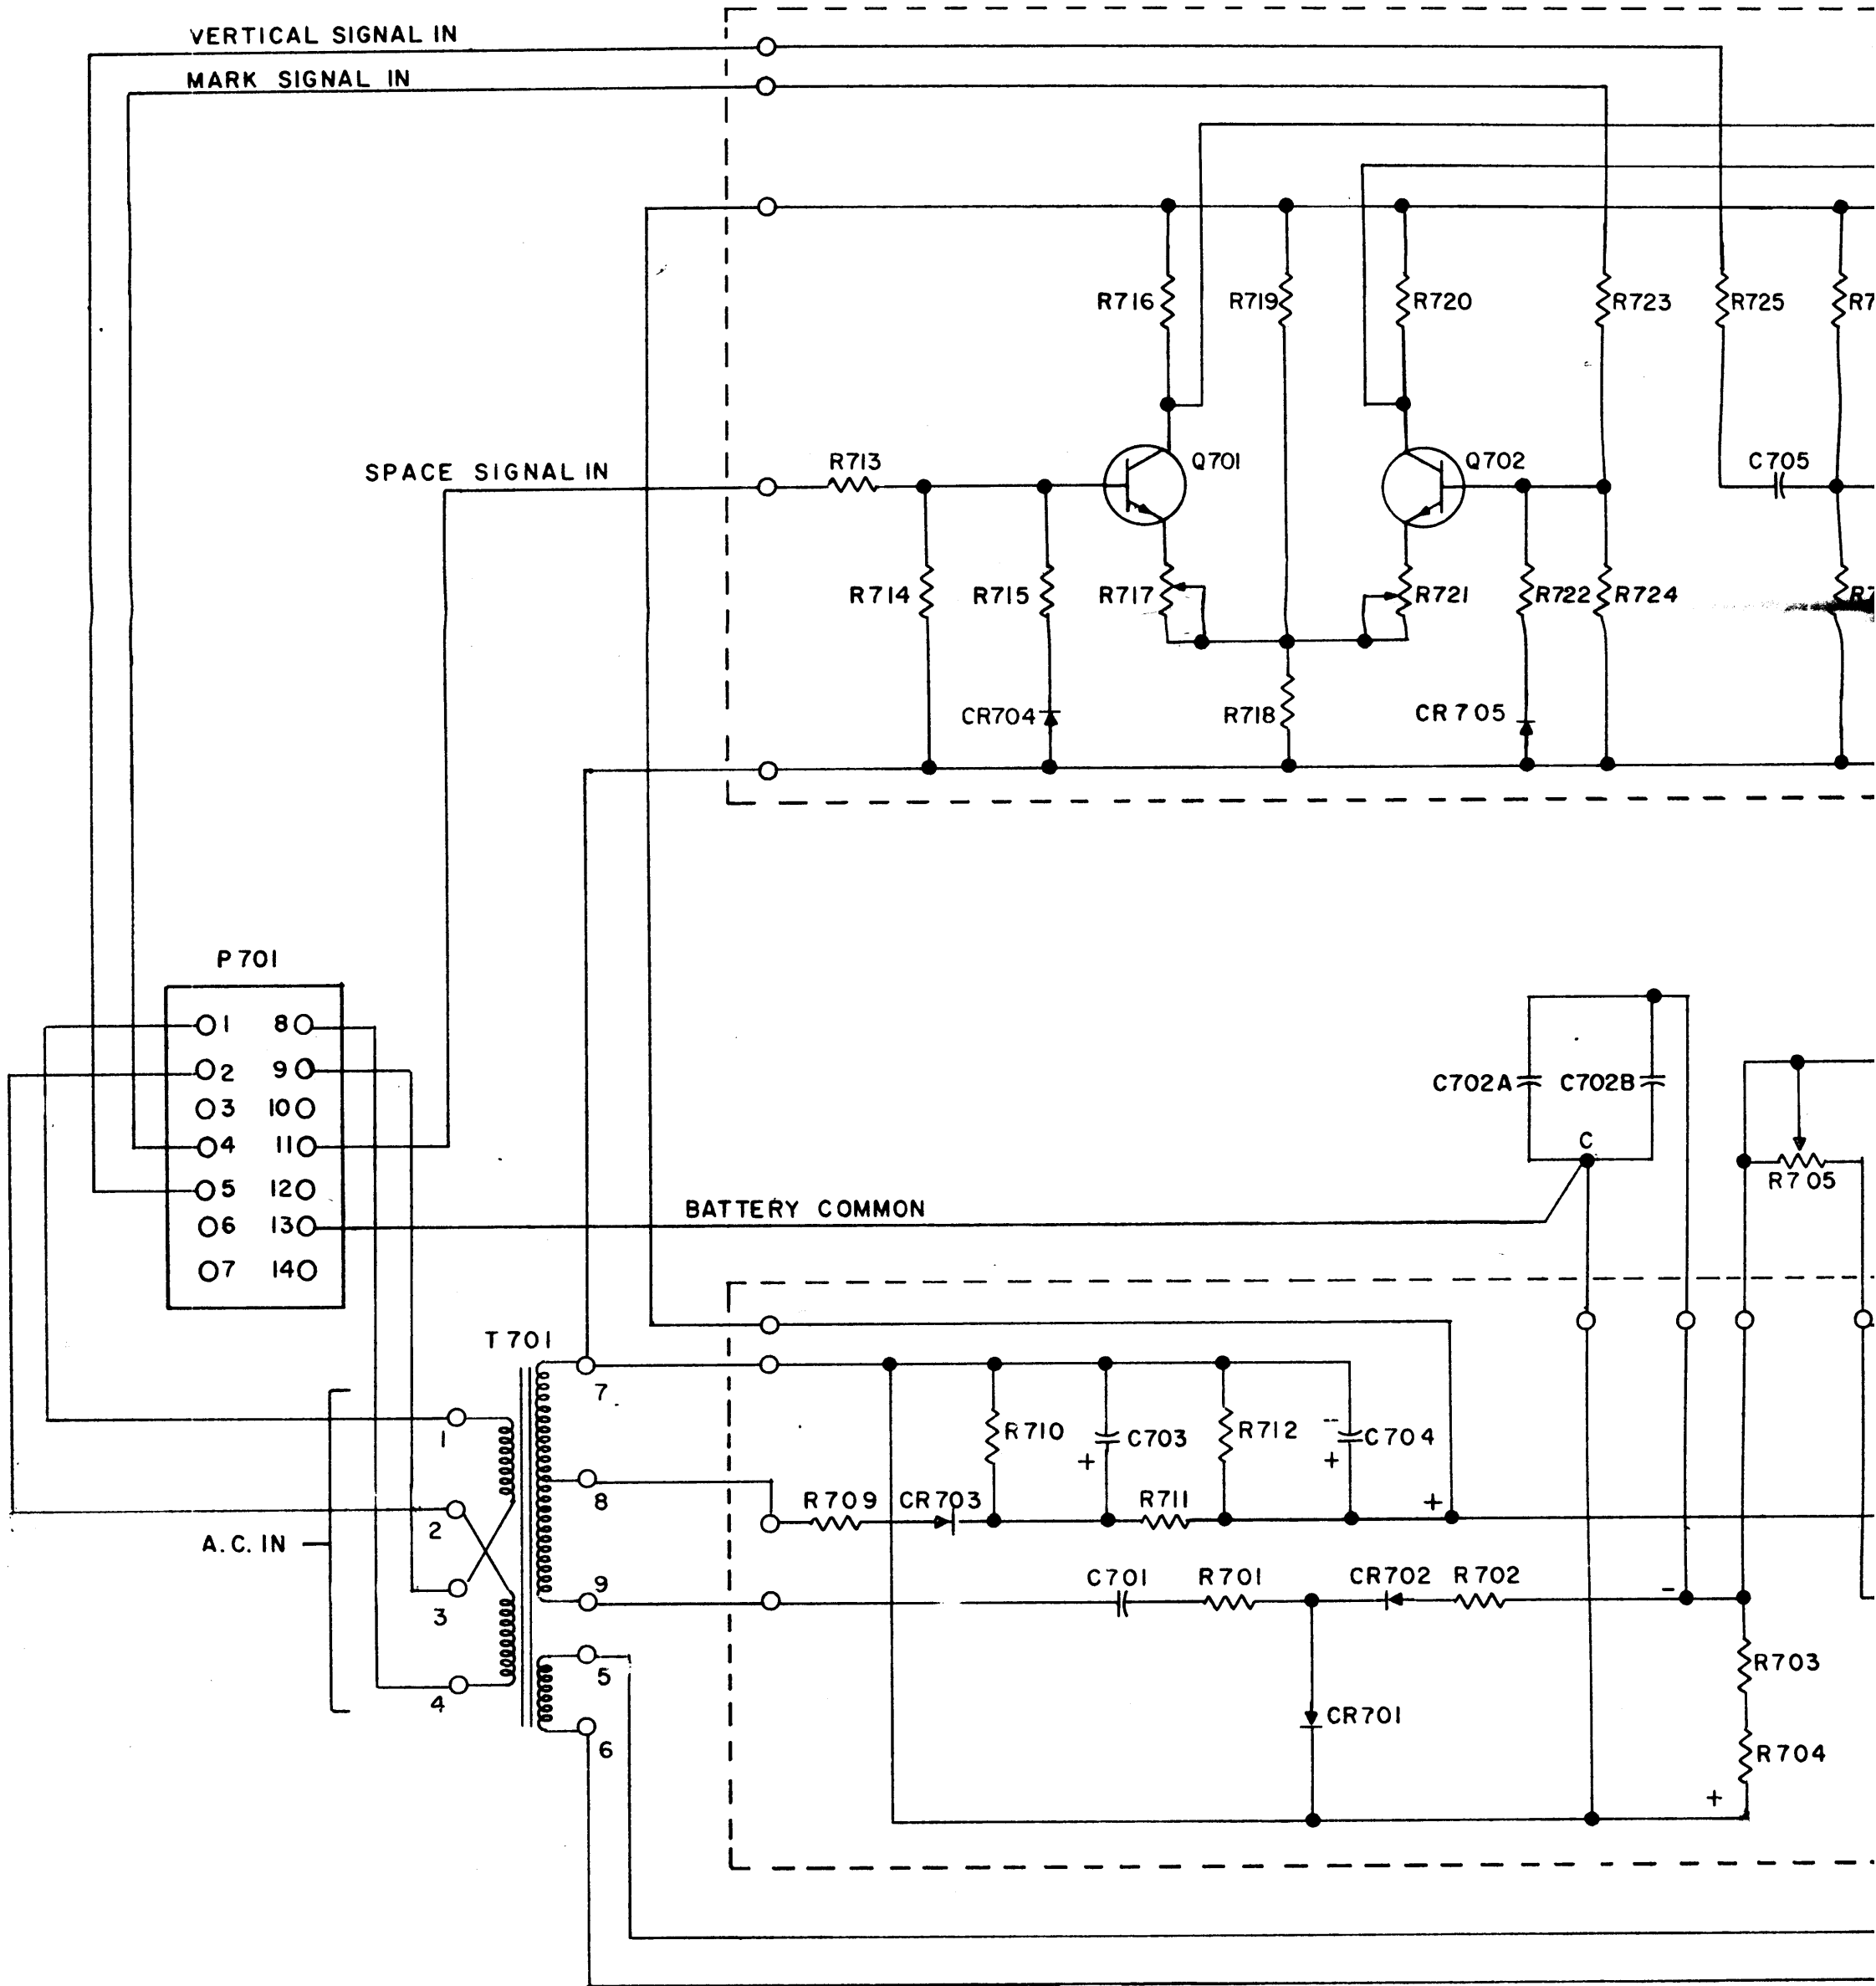 VERTICAL SIGNAL IN
MARK SIGNAL IN
R716
R719
R720
R723
R725
SPACE SIGNAL IN
R713
Q701
Q702
C705
R714
R715
R717
R721
R722
R724
CR704
R718
CR705
P701
1 8
2 9
3 10
4 11
5 12
6 13
7 14
C702A
C702B
C
R705
BATTERY COMMON
T701
7
1
R710
C703
+
R712
-
C704
+
8
2
R709
CR703
R711
+
A.C. IN
9
3
C701
R701
CR702
R702
-
5
4
R703
6
CR701
R704
+